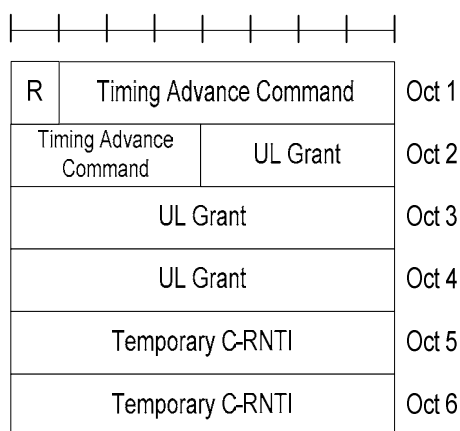 R Timing Advance Command Oct 1
Timing Advance
Command UL Grant Oct 2
UL Grant Oct 3
UL Grant Oct 4
Temporary C-RNTI Oct 5
Temporary C-RNTI Oct 6